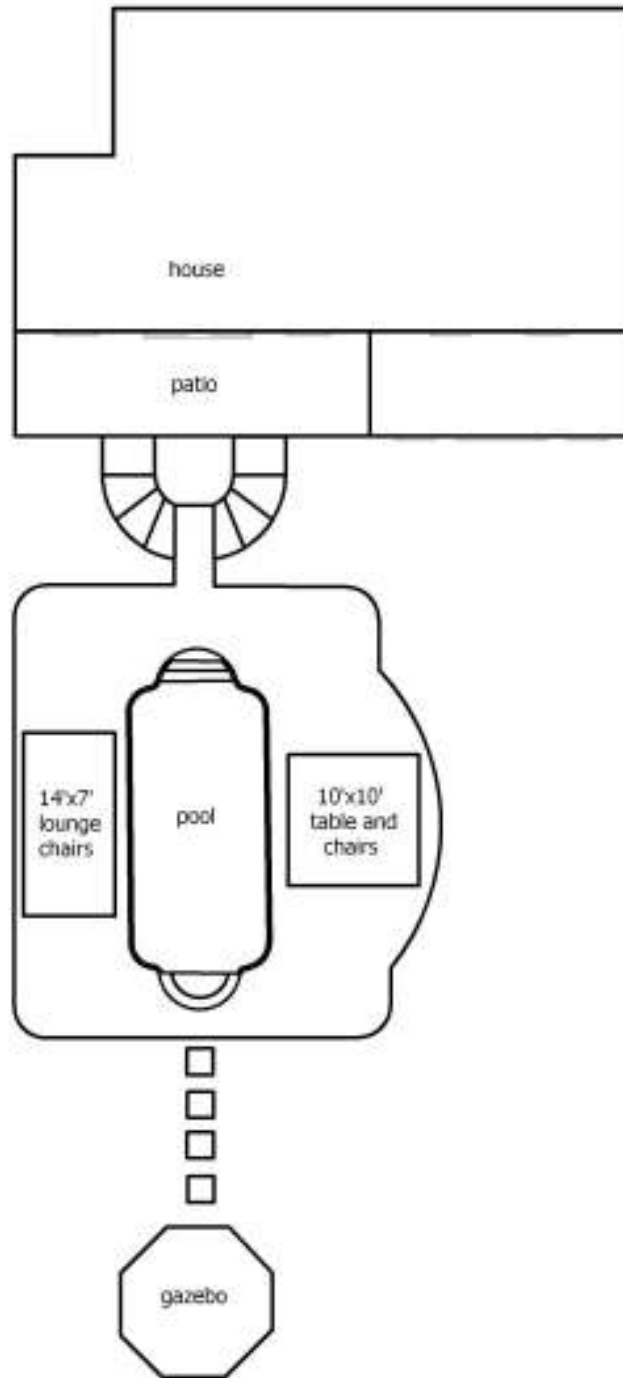 house
patio
14'x7'
lounge
chairs
pool
10'x10'
table and
chairs
gazebo